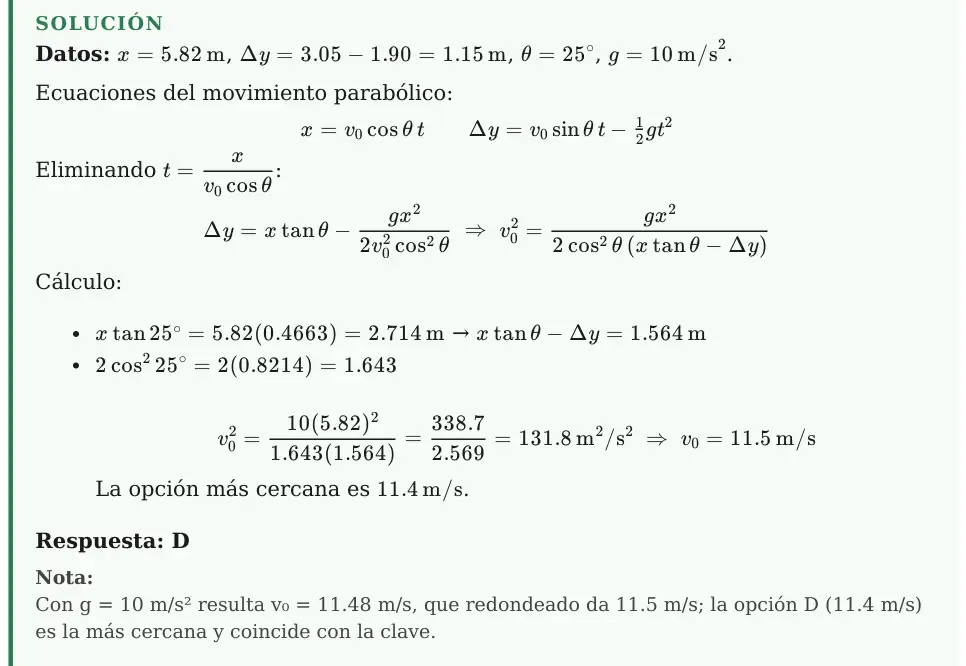 SOLUCIÓN
Datos: x = 5.82 m, Δy = 3.05 − 1.90 = 1.15 m, θ = 25°, g = 10 m/s².
Ecuaciones del movimiento parabólico:
x = v₀ cos θ t    Δy = v₀ sin θ t − ½gt²
Eliminando t = x / (v₀ cos θ):
Δy = x tan θ − gx² / (2v₀² cos² θ) ⇒ v₀² = gx² / (2 cos² θ (x tan θ − Δy))
Cálculo:
• x tan 25° = 5.82(0.4663) = 2.714 m → x tan θ − Δy = 1.564 m
• 2 cos² 25° = 2(0.8214) = 1.643
v₀² = 10(5.82)² / 1.643(1.564) = 338.7 / 2.569 = 131.8 m²/s² ⇒ v₀ = 11.5 m/s
La opción más cercana es 11.4 m/s.
Respuesta: D
Nota:
Con g = 10 m/s² resulta v₀ = 11.48 m/s, que redondeado da 11.5 m/s; la opción D (11.4 m/s)
es la más cercana y coincide con la clave.